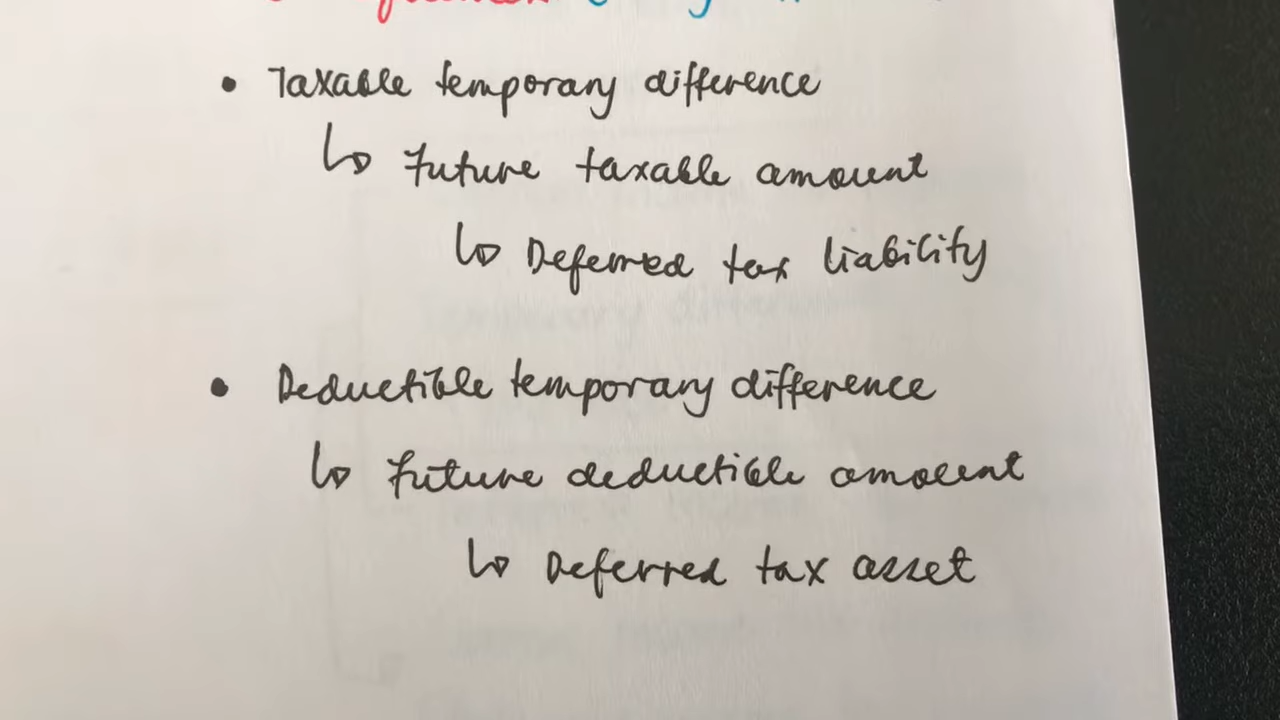 • Taxable temporary difference
↳ Future taxable amount
↳ Deferred tax liability
• Deductible temporary difference
↳ Future deductible amount
↳ Deferred tax asset